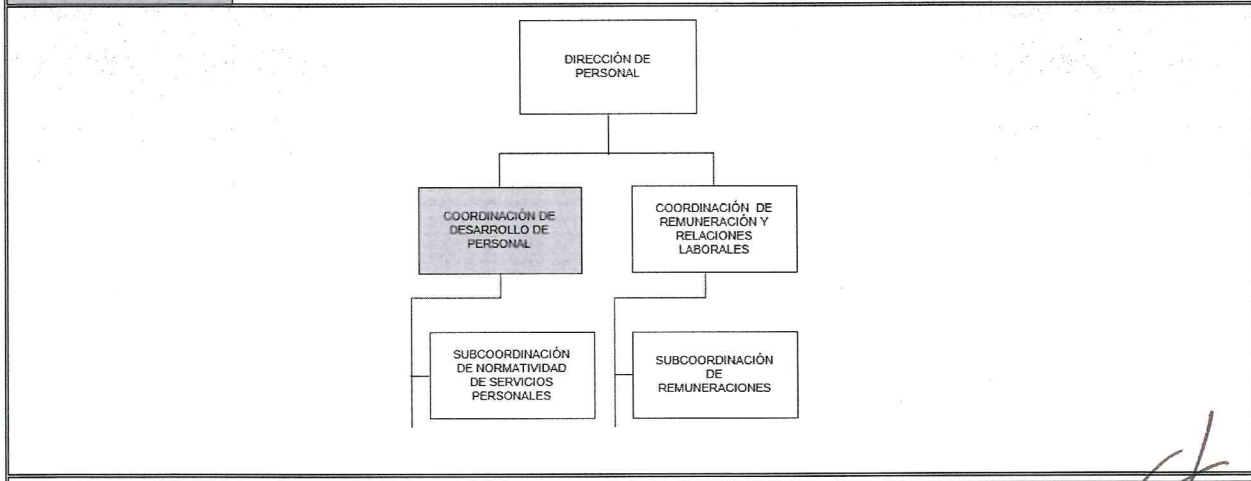 DIRECCIÓN DE
PERSONAL
COORDINACIÓN DE
DESARROLLO DE
PERSONAL
COORDINACIÓN DE
REMUNERACIÓN Y
RELACIONES
LABORALES
SUBCOORDINACIÓN
DE NORMATIVIDAD
DE SERVICIOS
PERSONALES
SUBCOORDINACIÓN
DE
REMUNERACIONES